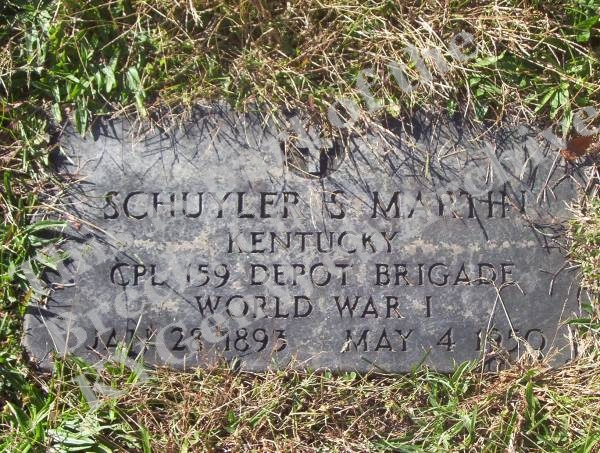 SCHUYLER S MARTIN
KENTUCKY
CPL 159 DEPOT BRIGADE
WORLD WAR I
JAN 23 1893 MAY 4 1950